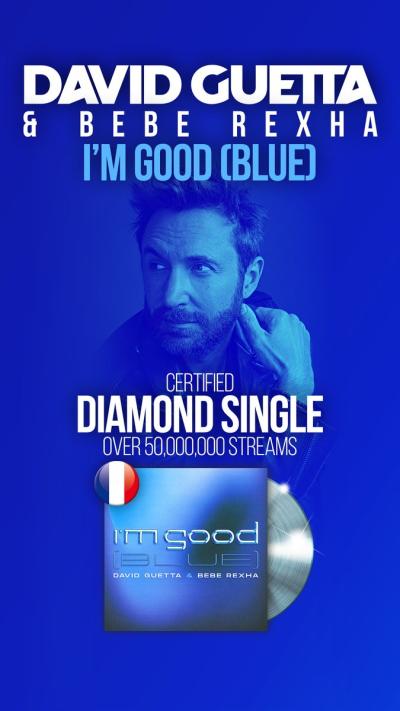 DAVID GUETTA
& BEBE REXHA
I'M GOOD (BLUE)
CERTIFIED
DIAMOND SINGLE
OVER 50,000,000 STREAMS
i'm good
(BLUE)
DAVID GUETTA & BEBE REXHA